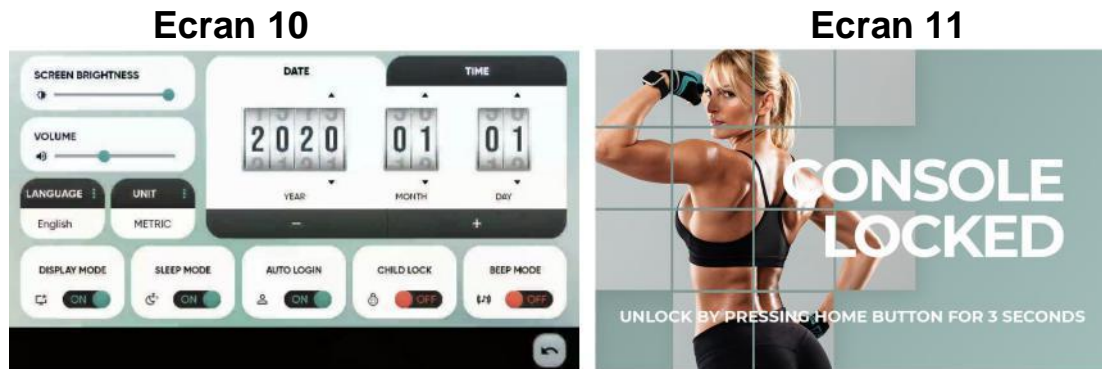 Ecran 10
SCREEN BRIGHTNESS
VOLUME
LANGUAGE
English
UNIT
METRIC
DATE
TIME
2020
01
01
YEAR
MONTH
DAY
- +
DISPLAY MODE
ON
SLEEP MODE
ON
AUTO LOGIN
ON
CHILD LOCK
OFF
BEEP MODE
OFF
Ecran 11
CONSOLE
LOCKED
UNLOCK BY PRESSING HOME BUTTON FOR 3 SECONDS